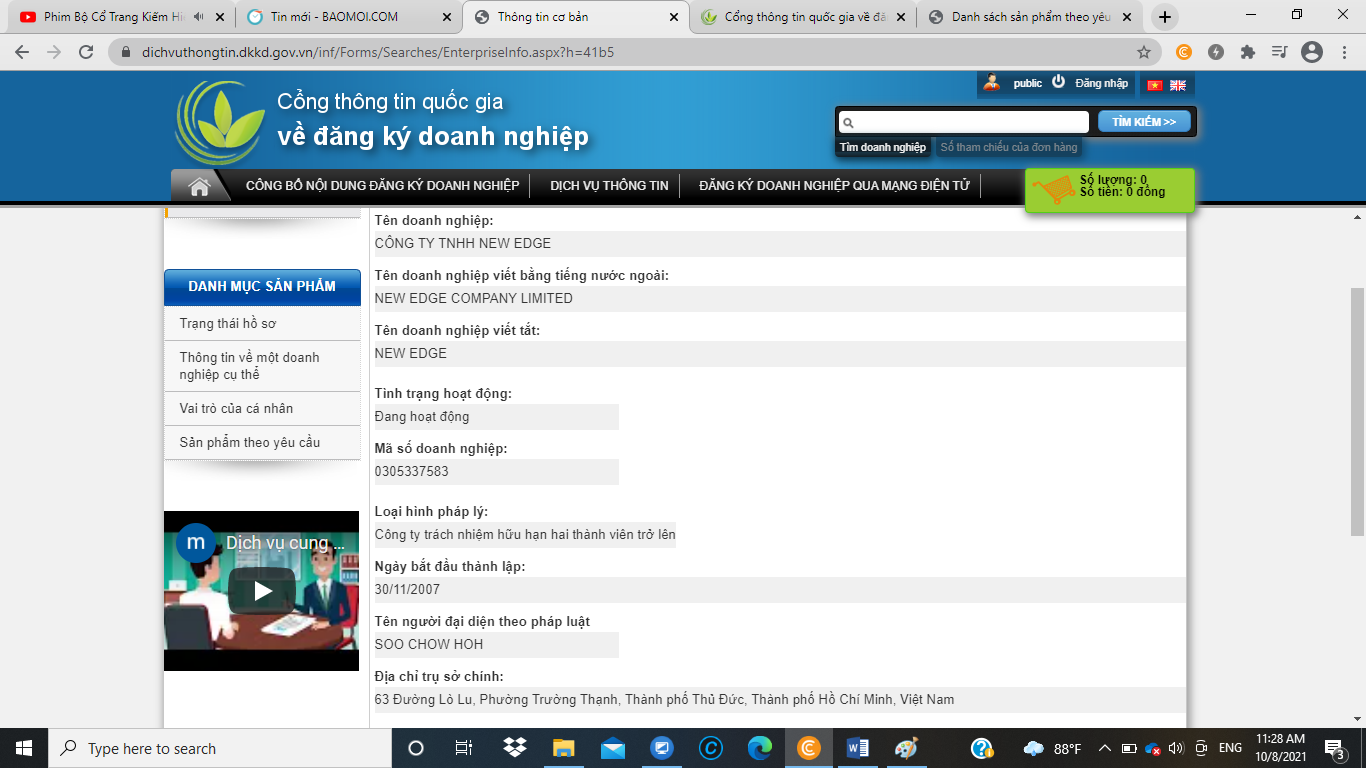 Phim Bộ Cổ Trang Kiếm Hi
Tin mới - BAOMOI.COM
Thông tin cơ bản
Cổng thông tin quốc gia về đă
Danh sách sản phẩm theo yêu
dichvuthongtin.dkkd.gov.vn/inf/Forms/Searches/EnterpriseInfo.aspx?h=41b5
public Đăng nhập
Cổng thông tin quốc gia
về đăng ký doanh nghiệp
TÌM KIẾM >>
Tìm doanh nghiệp Số tham chiếu của đơn hàng
CÔNG BỐ NỘI DUNG ĐĂNG KÝ DOANH NGHIỆP DỊCH VỤ THÔNG TIN ĐĂNG KÝ DOANH NGHIỆP QUA MẠNG ĐIỆN TỬ
Số lượng: 0
Số tiền: 0 đồng
DANH MỤC SẢN PHẨM
Trạng thái hồ sơ
Thông tin về một doanh
nghiệp cụ thể
Vai trò của cá nhân
Sản phẩm theo yêu cầu
m Dịch vụ cung ...
Tên doanh nghiệp:
CÔNG TY TNHH NEW EDGE
Tên doanh nghiệp viết bằng tiếng nước ngoài:
NEW EDGE COMPANY LIMITED
Tên doanh nghiệp viết tắt:
NEW EDGE
Tình trạng hoạt động:
Đang hoạt động
Mã số doanh nghiệp:
0305337583
Loại hình pháp lý:
Công ty trách nhiệm hữu hạn hai thành viên trở lên
Ngày bắt đầu thành lập:
30/11/2007
Tên người đại diện theo pháp luật
SOO CHOW HOH
Địa chỉ trụ sở chính:
63 Đường Lò Lu, Phường Trường Thạnh, Thành phố Thủ Đức, Thành phố Hồ Chí Minh, Việt Nam
Type here to search
88°F
ENG
11:28 AM
10/8/2021
3